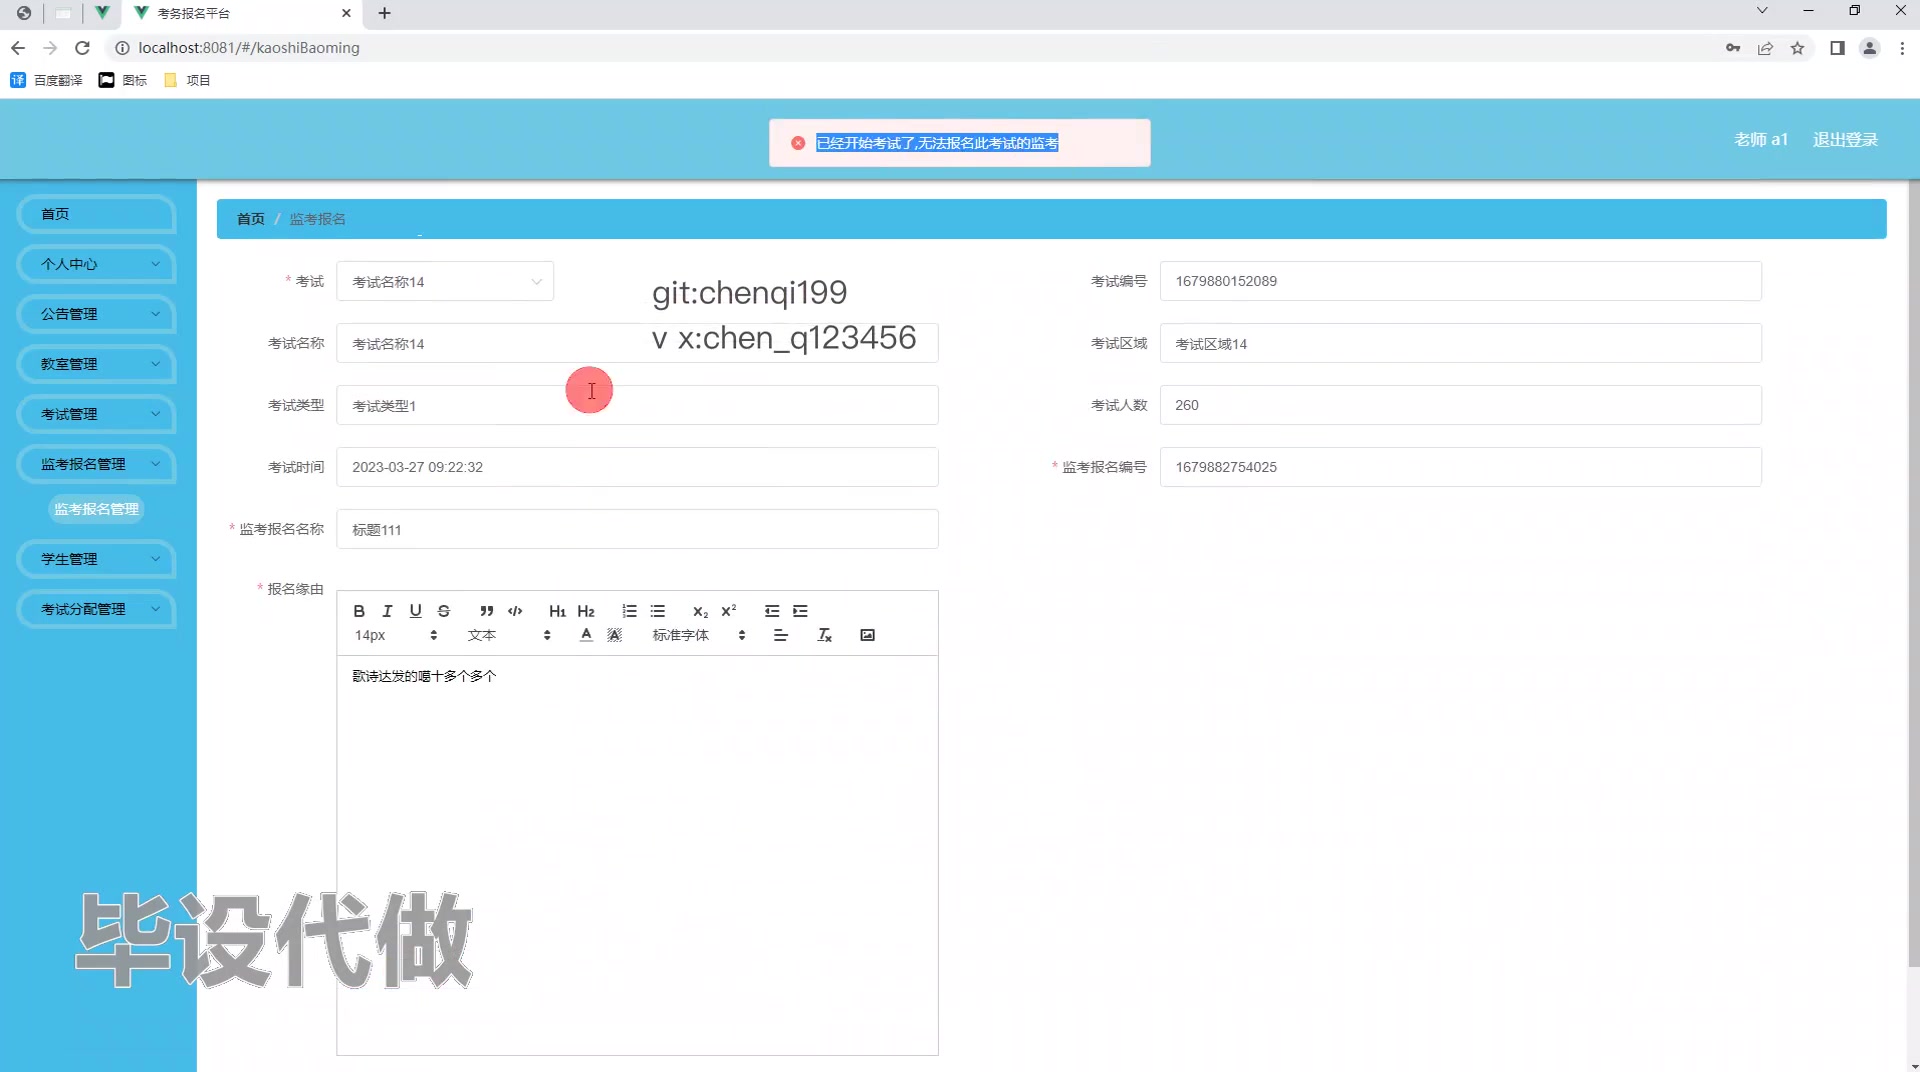 考务报名平台
localhost:8081/#/kaoshiBaoming
百度翻译 图标 项目
已经开始考试了,无法报名此考试的监考
老师 a1 退出登录
首页
个人中心
公告管理
教室管理
考试管理
监考报名管理
监考报名管理
学生管理
考试分配管理
首页 / 监考报名
* 考试 考试名称14
考试编号 1679880152089
git:chenqi199
v x:chen_q123456
考试名称 考试名称14
考试区域 考试区域14
考试类型 考试类型1
考试人数 260
考试时间 2023-03-27 09:22:32
* 监考报名编号 1679882754025
* 监考报名名称 标题111
* 报名缘由
14px 文本 标准字体
歌诗达发的噶十多个多个
毕设代做